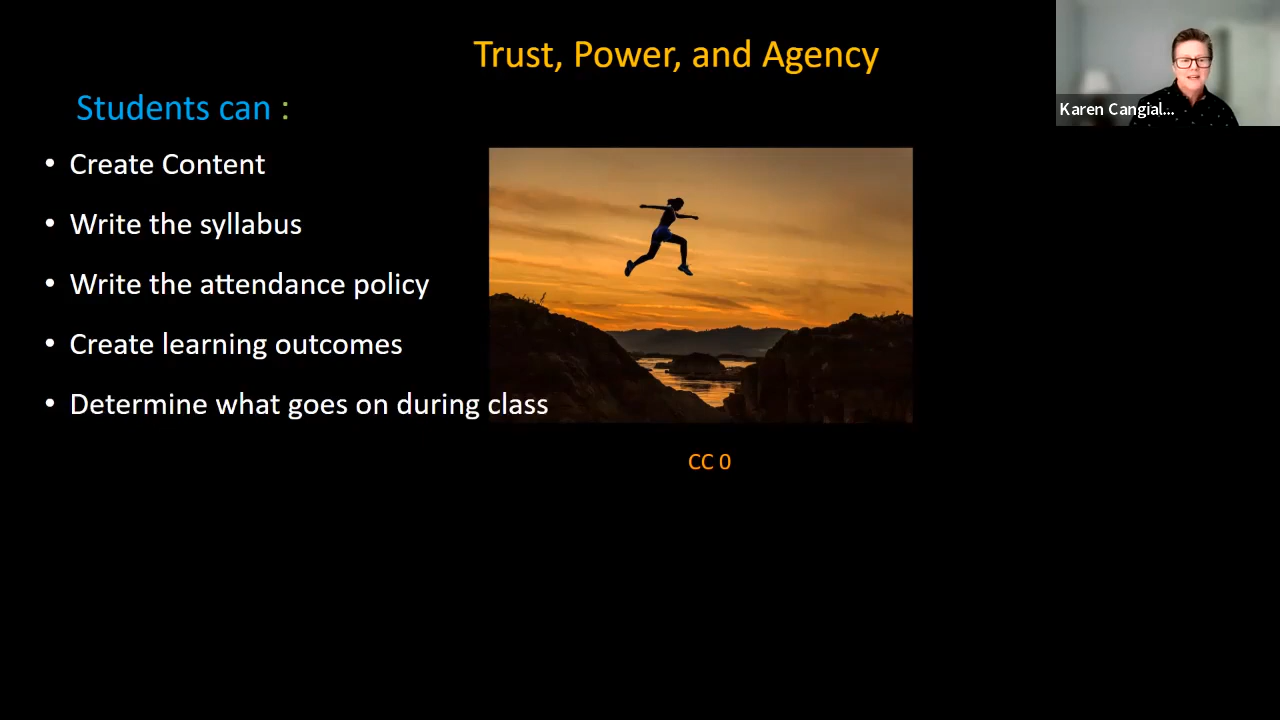 Trust, Power, and Agency
Karen Cangial...
Students can :
• Create Content
• Write the syllabus
• Write the attendance policy
• Create learning outcomes
• Determine what goes on during class
CC 0